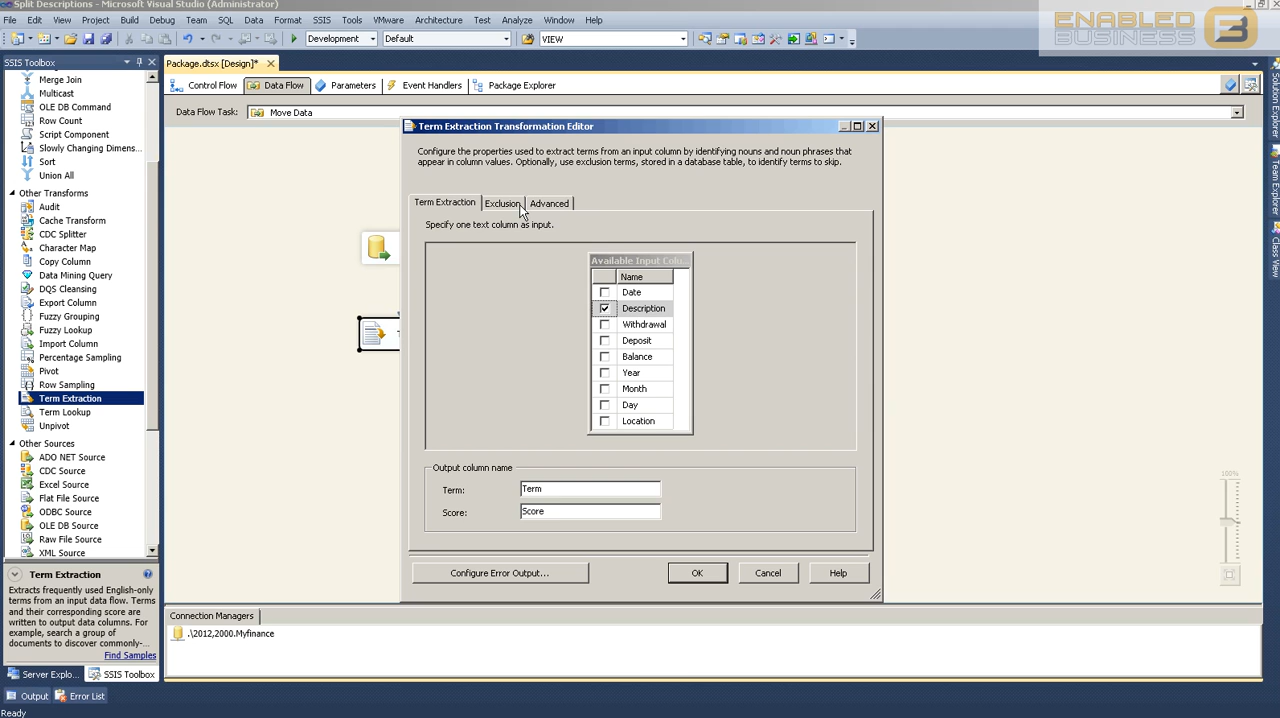 Split Descriptions - Microsoft Visual Studio (Administrator)
File Edit View Project Build Debug Team SQL Data Format SSIS Tools VMware Architecture Test Analyze Window Help
Development Default VIEW
ENABLED
BUSINESS
SSIS Toolbox
Merge Join
Multicast
OLE DB Command
Row Count
Script Component
Slowly Changing Dimens...
Sort
Union All
Other Transforms
Audit
Cache Transform
CDC Splitter
Character Map
Copy Column
Data Mining Query
DQS Cleansing
Export Column
Fuzzy Grouping
Fuzzy Lookup
Import Column
Percentage Sampling
Pivot
Row Sampling
Term Extraction
Term Lookup
Unpivot
Other Sources
ADO NET Source
CDC Source
Excel Source
Flat File Source
ODBC Source
OLE DB Source
Raw File Source
XML Source
Term Extraction
Extracts frequently used English-only
terms from an input data flow. Terms
and their corresponding score are
written to output data columns. For
example, search a group of
documents to discover commonly-...
Find Samples
Server Explo... SSIS Toolbox
Output Error List
Ready
Package.dtsx [Design]*
Control Flow Data Flow Parameters Event Handlers Package Explorer
Data Flow Task: Move Data
Term Extraction Transformation Editor
Configure the properties used to extract terms from an input column by identifying nouns and noun phrases that
appear in column values. Optionally, use exclusion terms, stored in a database table, to identify terms to skip.
Term Extraction Exclusion Advanced
Specify one text column as input.
Available Input Colu...
Name
Date
Description
Withdrawal
Deposit
Balance
Year
Month
Day
Location
Output column name
Term: Term
Score: Score
Configure Error Output... OK Cancel Help
100%
Connection Managers
.\2012,2000.Myfinance
Solution Explorer
Team Explorer
Class View